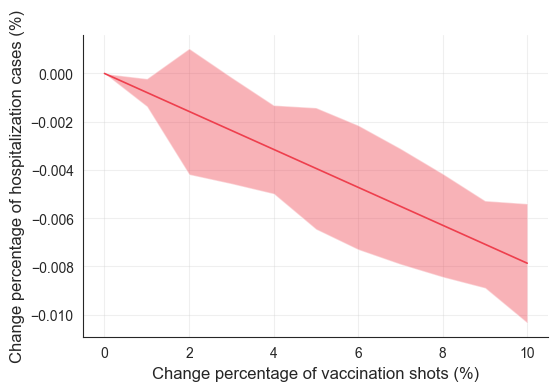 Change percentage of hospitalization cases (%)
0.000
−0.002
−0.004
−0.006
−0.008
−0.010
0 2 4 6 8 10
Change percentage of vaccination shots (%)